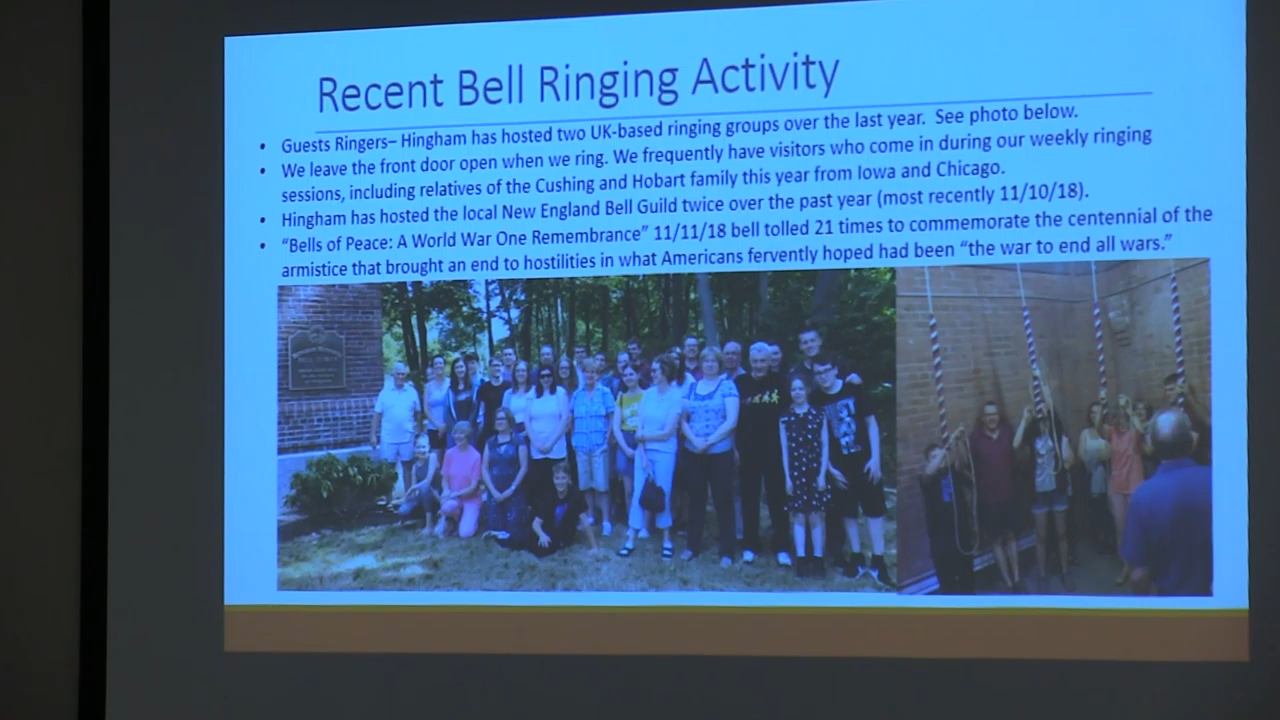 Recent Bell Ringing Activity
• Guests Ringers– Hingham has hosted two UK-based ringing groups over the last year. See photo below.
• We leave the front door open when we ring. We frequently have visitors who come in during our weekly ringing
sessions, including relatives of the Cushing and Hobart family this year from Iowa and Chicago.
• Hingham has hosted the local New England Bell Guild twice over the past year (most recently 11/10/18).
• “Bells of Peace: A World War One Remembrance” 11/11/18 bell tolled 21 times to commemorate the centennial of the
armistice that brought an end to hostilities in what Americans fervently hoped had been “the war to end all wars.”